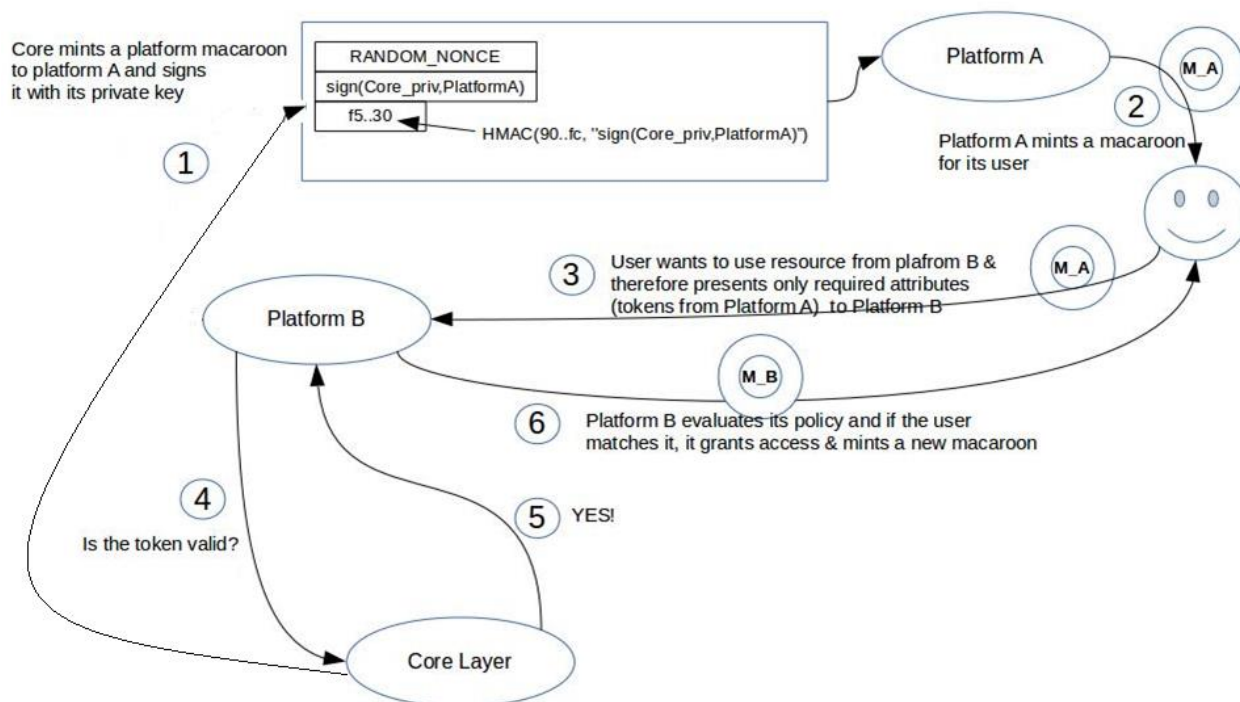 Core mints a platform macaroon
to platform A and signs
it with its private key
1
RANDOM_NONCE
sign(Core_priv,PlatformA)
f5..30
HMAC(90..fc, "sign(Core_priv,PlatformA)")
Platform A
M_A
2
Platform A mints a macaroon
for its user
3
User wants to use resource from plafrom B &
therefore presents only required attributes
(tokens from Platform A) to Platform B
M_A
Platform B
M_B
6
Platform B evaluates its policy and if the user
matches it, it grants access & mints a new macaroon
4
Is the token valid?
5
YES!
Core Layer